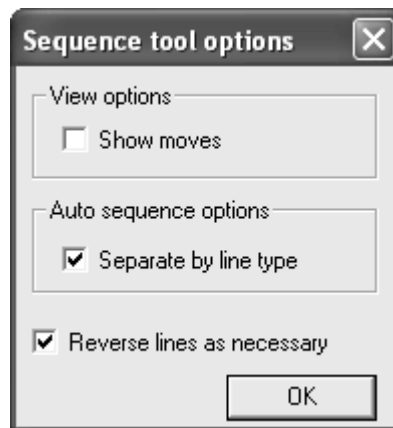 Sequence tool options
View options
Show moves
Auto sequence options
Separate by line type
Reverse lines as necessary
OK